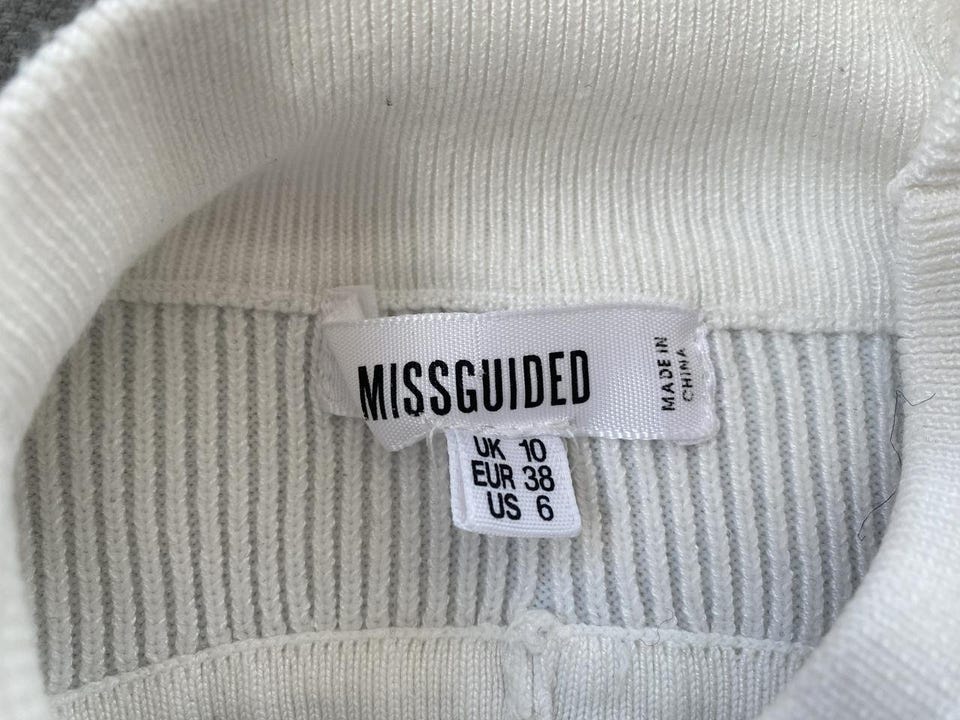 MISSGUIDED
MADE IN
CHINA
UK 10
EUR 38
US 6